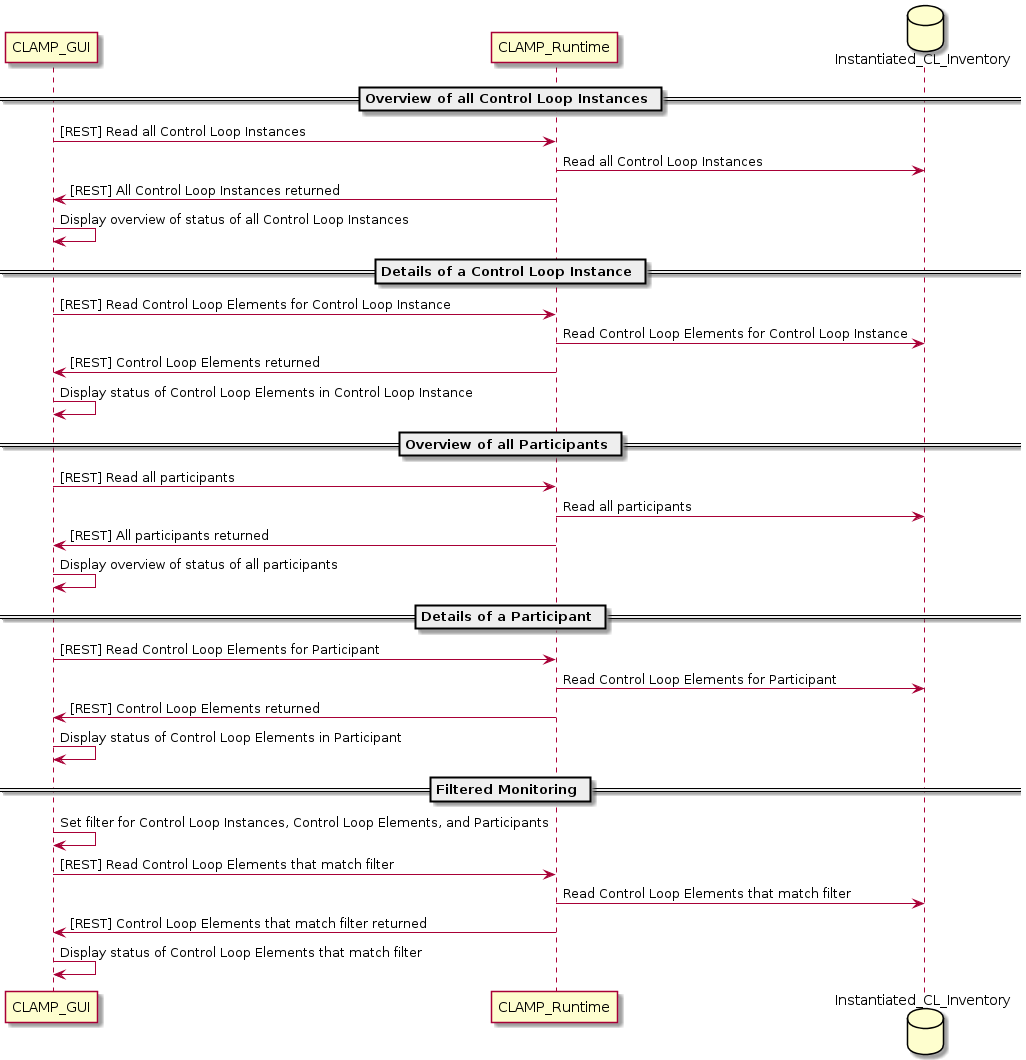 CLAMP_GUI
CLAMP_Runtime
Instantiated_CL_Inventory
Overview of all Control Loop Instances
[REST] Read all Control Loop Instances
Read all Control Loop Instances
[REST] All Control Loop Instances returned
Display overview of status of all Control Loop Instances
Details of a Control Loop Instance
[REST] Read Control Loop Elements for Control Loop Instance
Read Control Loop Elements for Control Loop Instance
[REST] Control Loop Elements returned
Display status of Control Loop Elements in Control Loop Instance
Overview of all Participants
[REST] Read all participants
Read all participants
[REST] All participants returned
Display overview of status of all participants
Details of a Participant
[REST] Read Control Loop Elements for Participant
Read Control Loop Elements for Participant
[REST] Control Loop Elements returned
Display status of Control Loop Elements in Participant
Filtered Monitoring
Set filter for Control Loop Instances, Control Loop Elements, and Participants
[REST] Read Control Loop Elements that match filter
Read Control Loop Elements that match filter
[REST] Control Loop Elements that match filter returned
Display status of Control Loop Elements that match filter
CLAMP_GUI
CLAMP_Runtime
Instantiated_CL_Inventory